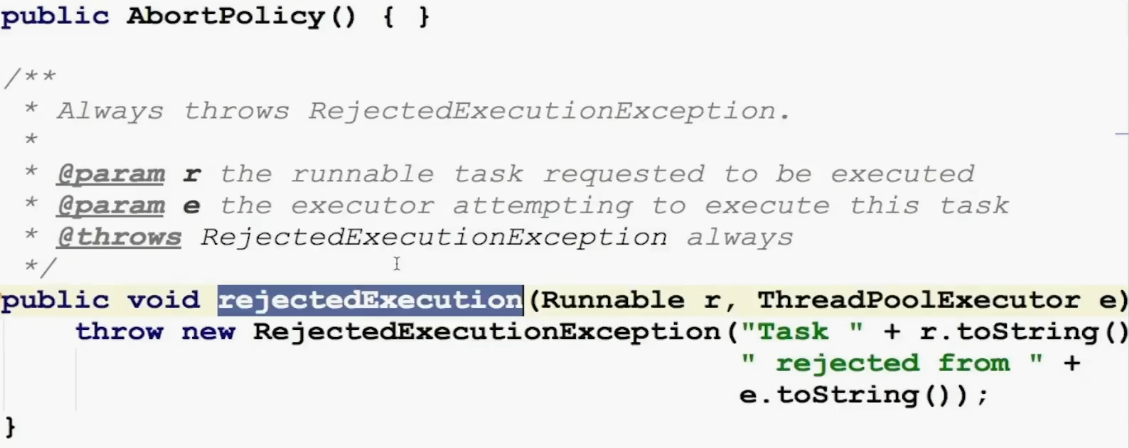 public AbortPolicy() { }
/**
* Always throws RejectedExecutionException.
*
* @param r the runnable task requested to be executed
* @param e the executor attempting to execute this task
* @throws RejectedExecutionException always
*/
public void rejectedExecution(Runnable r, ThreadPoolExecutor e)
throw new RejectedExecutionException("Task " + r.toString()
" rejected from " +
e.toString());
}